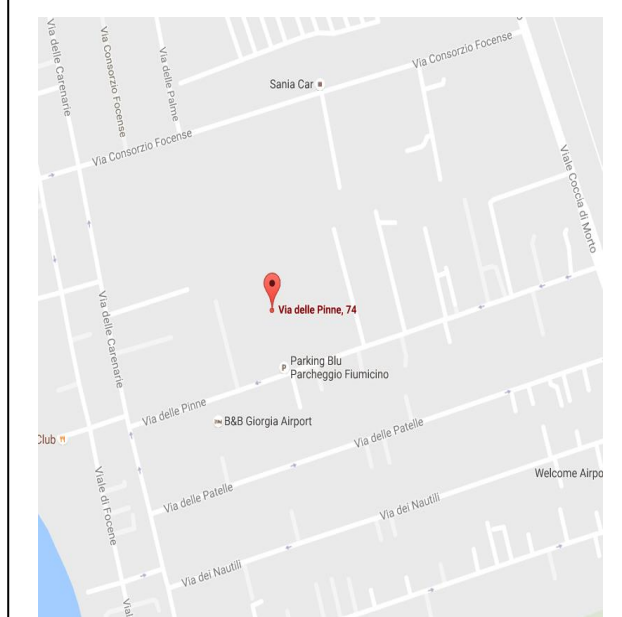 Via delle Carenarie
Via Consorzio Focense
Via delle Palme
Via Consorzio Focense
Sania Car
Via Consorzio Focense
Viale Coccia di Morto
Via delle Pinne, 74
Via delle Carenarie
P
Parking Blu
Parcheggio Fiumicino
Via delle Pinne
B&B Giorgia Airport
Club
Via delle Patelle
Welcome Airpo
Viale di Focene
Via delle Patelle
Via dei Nautili
Via dei Nautili
Vial